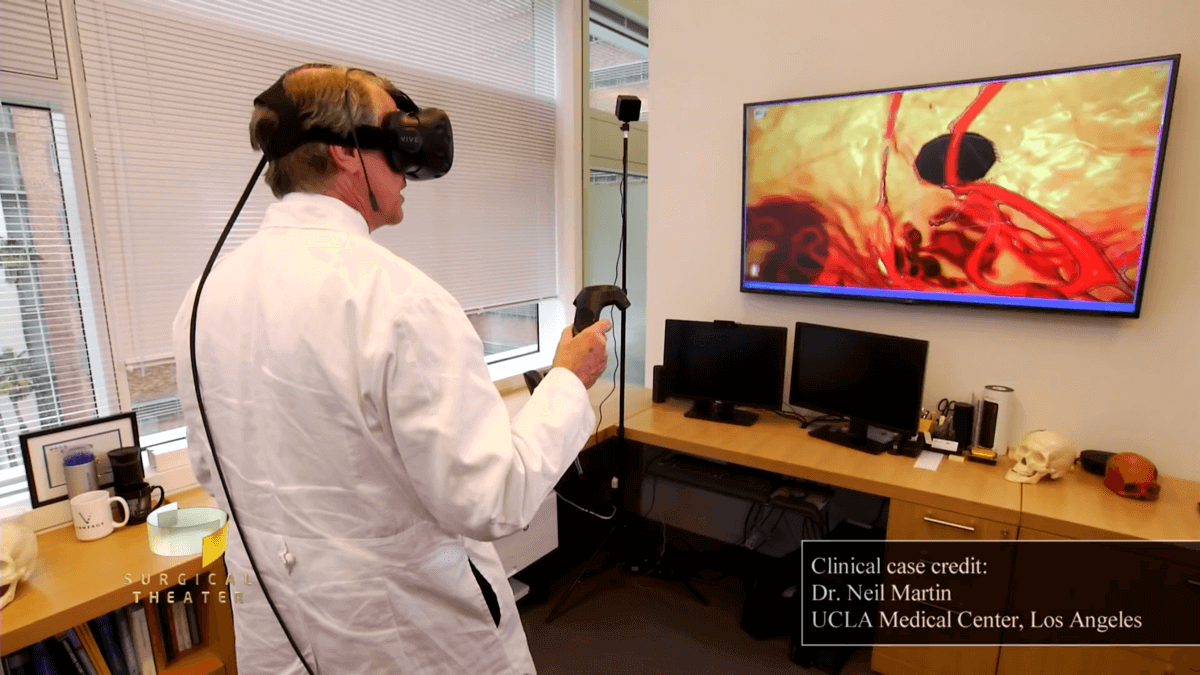 VIVE
SURGICAL
THEATER
Clinical case credit:
Dr. Neil Martin
UCLA Medical Center, Los Angeles